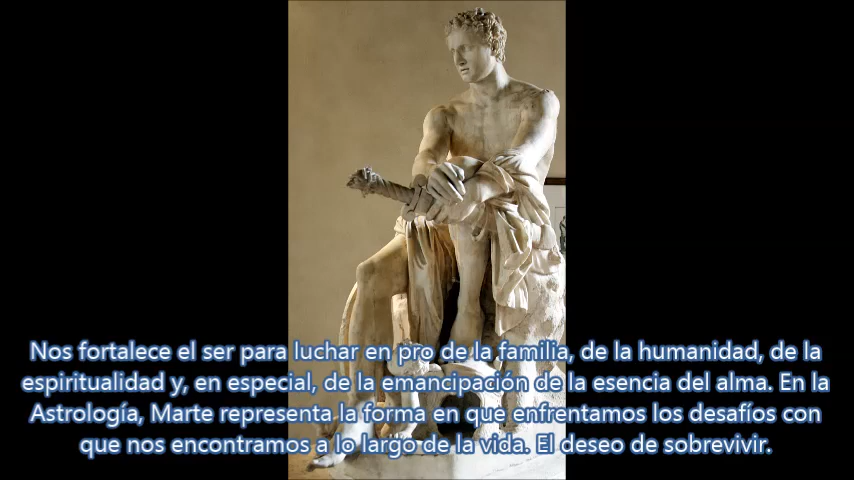 Nos fortalece el ser para luchar en pro de la familia, de la humanidad, de la
espiritualidad y, en especial, de la emancipación de la esencia del alma. En la
Astrología, Marte representa la forma en que enfrentamos los desafíos con
que nos encontramos a lo largo de la vida. El deseo de sobrevivir.